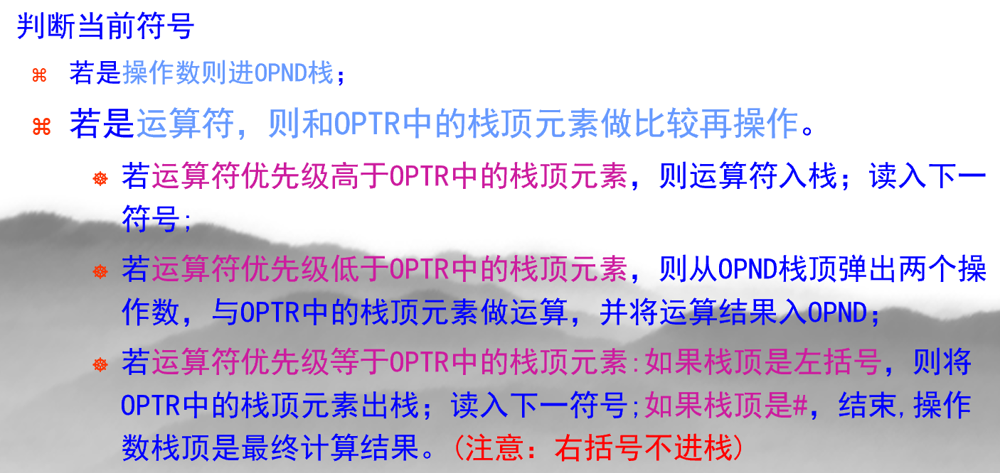 判断当前符号
若是操作数则进OPND栈；
若是运算符，则和OPTR中的栈顶元素做比较再操作。
若运算符优先级高于OPTR中的栈顶元素，则运算符入栈；读入下一
符号；
若运算符优先级低于OPTR中的栈顶元素，则从OPND栈顶弹出两个操
作数，与OPTR中的栈顶元素做运算，并将运算结果入OPND；
若运算符优先级等于OPTR中的栈顶元素:如果栈顶是左括号，则将
OPTR中的栈顶元素出栈；读入下一符号;如果栈顶是#，结束,操作
数栈顶是最终计算结果。(注意：右括号不进栈)